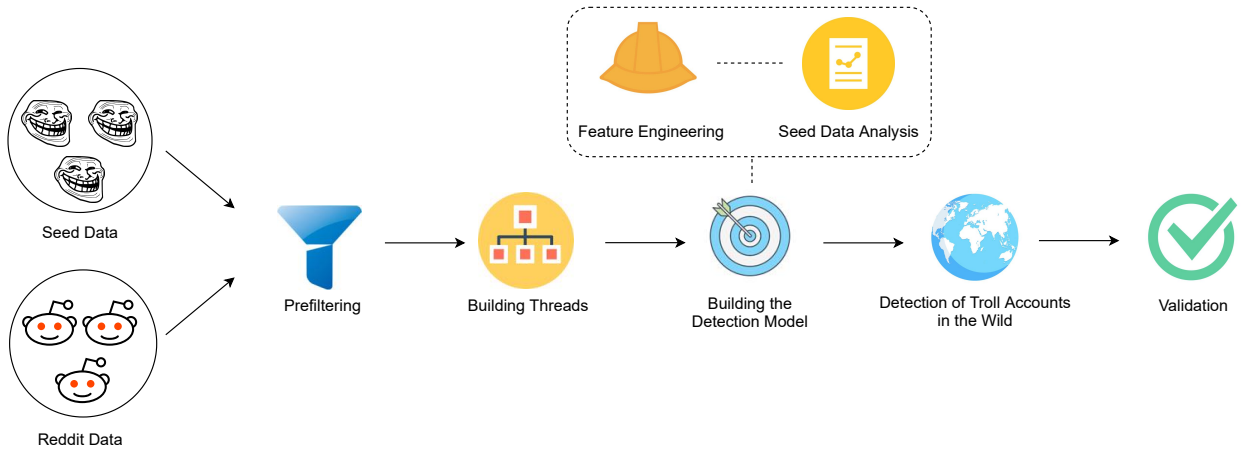 Feature Engineering
Seed Data Analysis
Seed Data
Prefiltering
Building Threads
Building the
Detection Model
Detection of Troll Accounts
in the Wild
Validation
Reddit Data